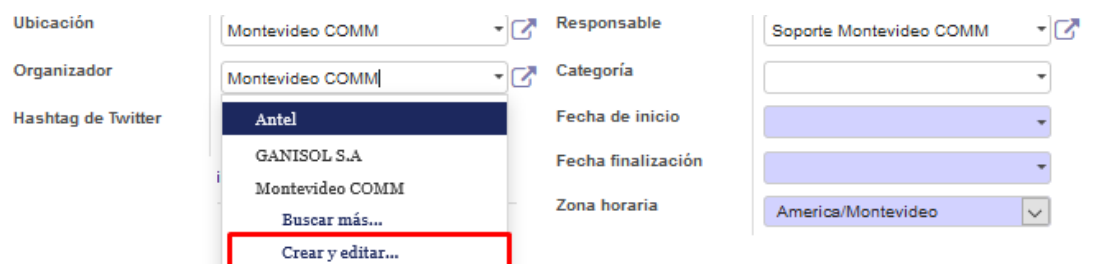 Ubicación
Montevideo COMM
Responsable
Soporte Montevideo COMM
Organizador
Montevideo COMM
Categoría
Hashtag de Twitter
Antel
GANISOL S.A
Montevideo COMM
Buscar más...
Crear y editar...
Fecha de inicio
Fecha finalización
Zona horaria
America/Montevideo